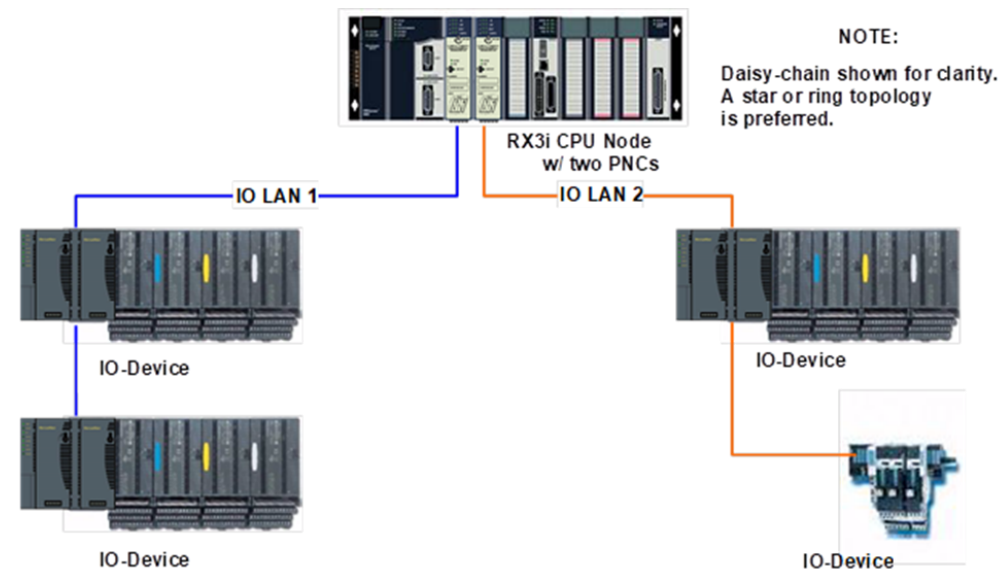 NOTE:
Daisy-chain shown for clarity.
A star or ring topology
is preferred.
RX3i CPU Node
w/ two PNCs
IO LAN 1
IO LAN 2
IO-Device
IO-Device
IO-Device
IO-Device